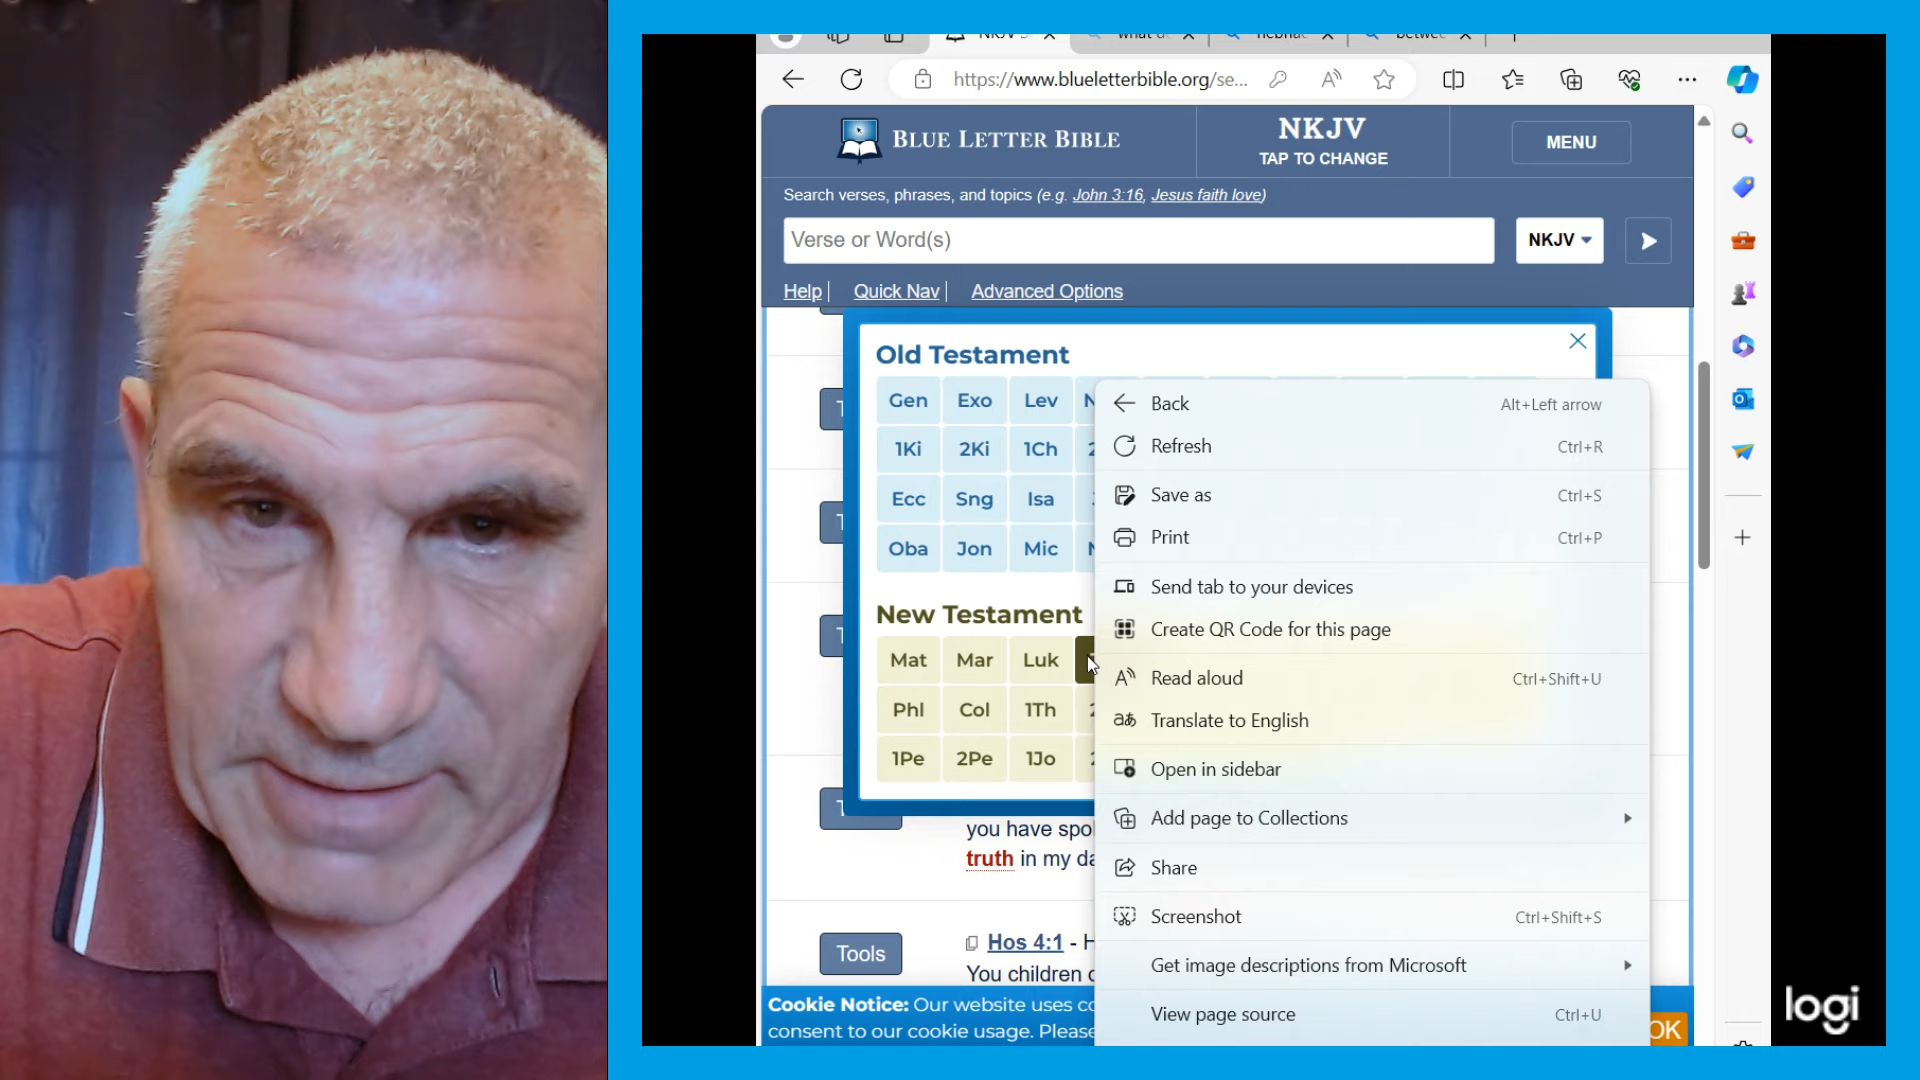 NKJV S
what d
hebrac
betwe
https://www.blueletterbible.org/se...
BLUE LETTER BIBLE
NKJV
TAP TO CHANGE
MENU
Search verses, phrases, and topics (e.g. John 3:16, Jesus faith love)
Verse or Word(s)
NKJV
Help | Quick Nav | Advanced Options
Old Testament
Gen Exo Lev
1Ki 2Ki 1Ch
Ecc Sng Isa
Oba Jon Mic
New Testament
Mat Mar Luk
Phl Col 1Th
1Pe 2Pe 1Jo
Back Alt+Left arrow
Refresh Ctrl+R
Save as Ctrl+S
Print Ctrl+P
Send tab to your devices
Create QR Code for this page
Read aloud Ctrl+Shift+U
Translate to English
Open in sidebar
Add page to Collections
Share
Screenshot Ctrl+Shift+S
Get image descriptions from Microsoft
View page source Ctrl+U
you have spo
truth in my da
Tools
Hos 4:1 - H
You children o
Cookie Notice: Our website uses co
consent to our cookie usage. Please
OK
logi